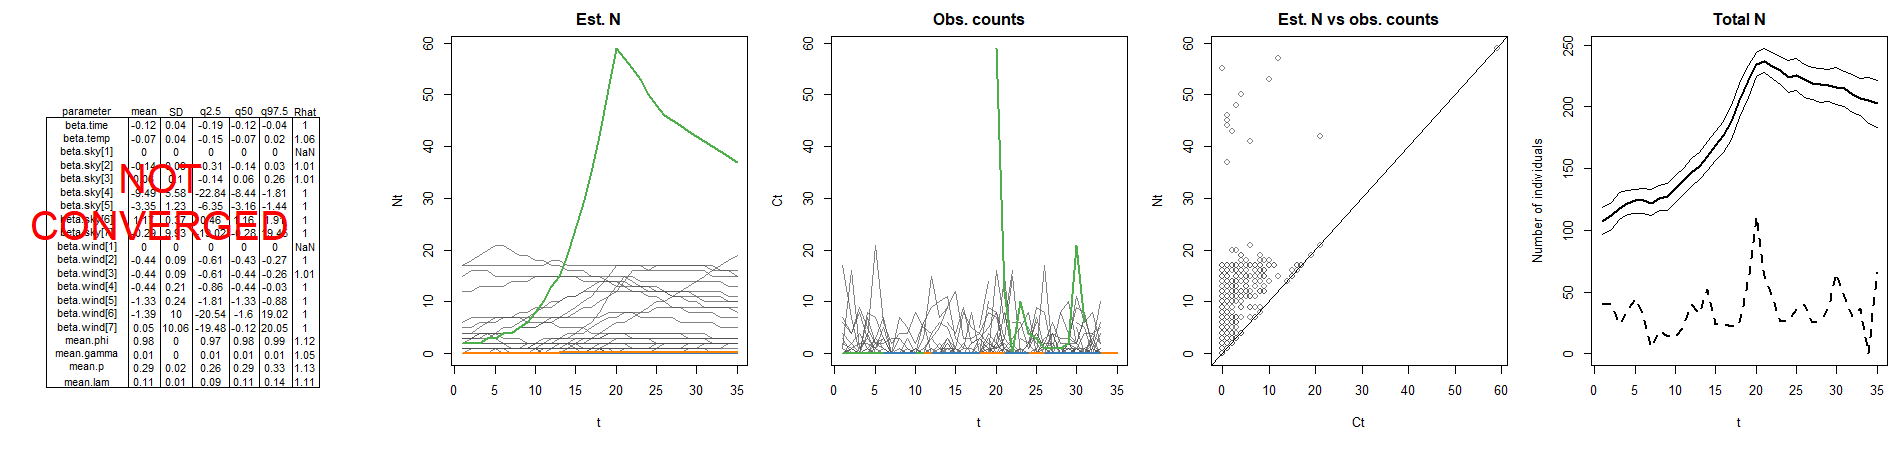 parameter mean SD q2.5 q50 q97.5 Rhat
beta.time -0.12 0.04 -0.19 -0.12 -0.04 1
beta.temp -0.07 0.04 -0.15 -0.07 0.02 1.06
beta.sky[1] 0 0 0 0 0 NaN
beta.sky[2] -0.14 -0.31 -0.14 0.03 1.01
beta.sky[3] -0.14 0.06 0.26 1.01
beta.sky[4] -9.49 5.58 -22.84 -8.44 -1.81 1
beta.sky[5] -3.35 1.23 -6.35 -3.16 -1.44 1
beta.sky[6] 0.37 0.46 1.16 1
beta.sky[7] -0.29 9.93 1
NOT
CONVERGED
beta.wind[1] 0 0 0 0 0 NaN
beta.wind[2] -0.44 0.09 -0.61 -0.43 -0.27 1
beta.wind[3] -0.44 0.09 -0.61 -0.44 -0.26 1.01
beta.wind[4] -0.44 0.21 -0.86 -0.44 -0.03 1
beta.wind[5] -1.33 0.24 -1.81 -1.33 -0.88 1
beta.wind[6] -1.39 10 -20.54 -1.6 19.02 1
beta.wind[7] 0.05 10.06 -19.48 -0.12 20.05 1
mean.phi 0.98 0 0.97 0.98 0.99 1.12
mean.gamma 0.01 0 0.01 0.01 0.01 1.05
mean.p 0.29 0.02 0.26 0.29 0.33 1.13
mean.lam 0.11 0.01 0.09 0.11 0.14 1.11
Est. N
Nt
60
50
40
30
20
10
0
0 5 10 15 20 25 30 35
t
Obs. counts
Ct
60
50
40
30
20
10
0
0 5 10 15 20 25 30 35
t
Est. N vs obs. counts
Nt
60
50
40
30
20
10
0
0 10 20 30 40 50 60
Ct
Total N
Number of individuals
250
200
150
100
50
0
0 5 10 15 20 25 30 35
t